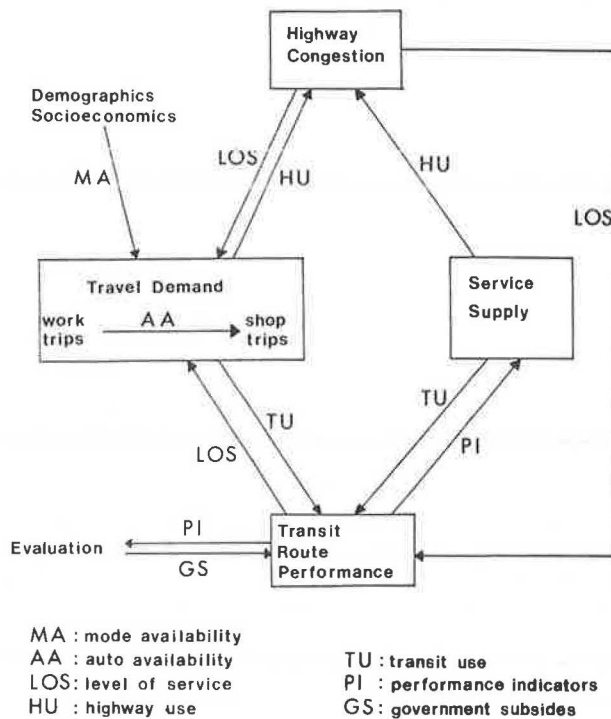 Highway
Congestion
Demographics
Socioeconomics
MA
LOS
HU
HU
LOS
Travel Demand
work
trips
AA
shop
trips
Service
Supply
TU
LOS
TU
PI
Evaluation
PI
GS
Transit
Route
Performance
MA : mode availability
AA : auto availability
LOS: level of service
HU : highway use
TU : transit use
PI : performance indicators
GS: government subsides